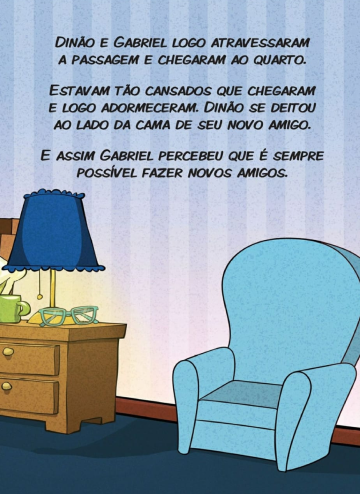 DINÃO E GABRIEL LOGO ATRAVESSARAM
A PASSAGEM E CHEGARAM AO QUARTO.
ESTAVAM TÃO CANSADOS QUE CHEGARAM
E LOGO ADORMECERAM. DINÃO SE DEITOU
AO LADO DA CAMA DE SEU NOVO AMIGO.
E ASSIM GABRIEL PERCEBEU QUE É SEMPRE
POSSÍVEL FAZER NOVOS AMIGOS.